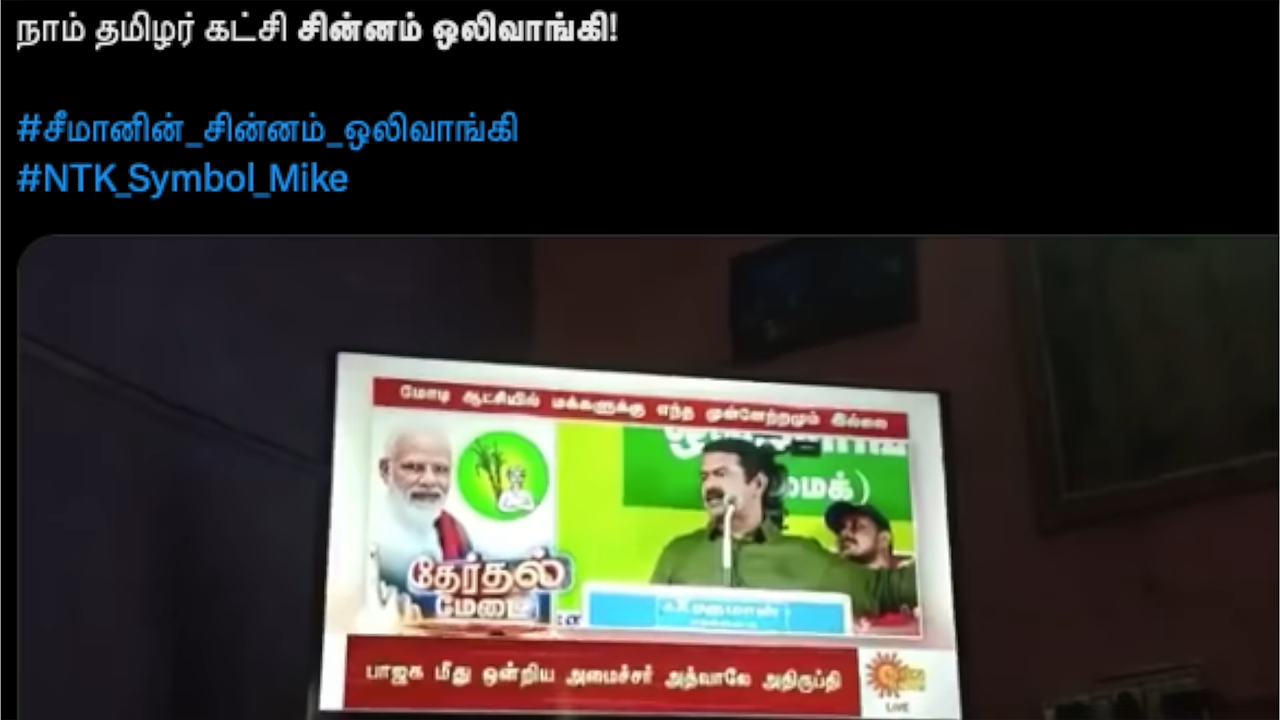 நாம் தமிழர் கட்சி சின்னம் ஒலிவாங்கி!
#சீமானின்_சின்னம்_ஒலிவாங்கி
#NTK_Symbol_Mike
மோடி ஆட்சியில் மக்களுக்கு எந்த முன்னேற்றமும் இல்லை
மைக்)
தேர்தல்
மேடை
பாஜக மீது ஒன்றிய அமைச்சர் அத்வாலே அதிருப்தி
LIVE